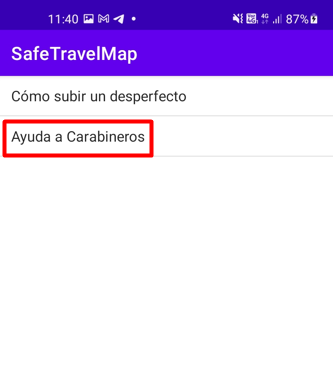 11:40 87%
SafeTravelMap
Cómo subir un desperfecto
Ayuda a Carabineros